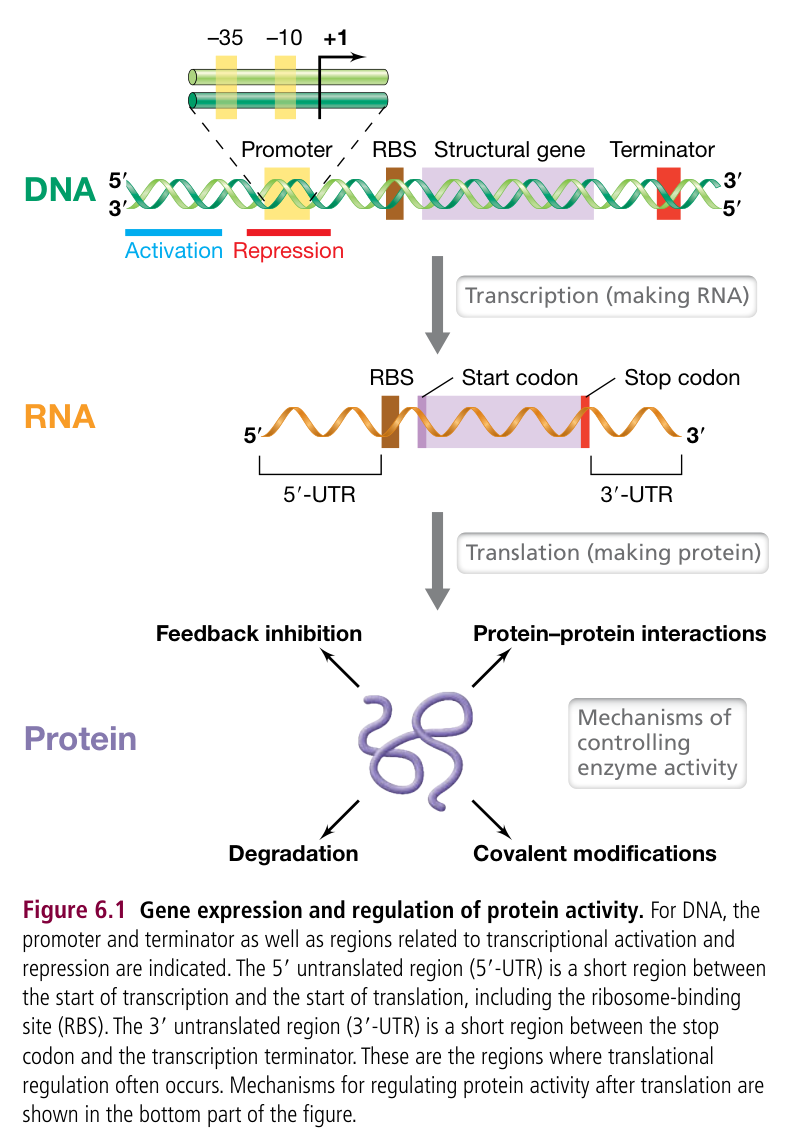 –35 –10 +1
Promoter RBS Structural gene Terminator
DNA 5′ 3′
3′ 5′
Activation Repression
Transcription (making RNA)
RBS Start codon Stop codon
RNA
5′ 3′
5′-UTR 3′-UTR
Translation (making protein)
Feedback inhibition Protein–protein interactions
Protein
Mechanisms of
controlling
enzyme activity
Degradation Covalent modifications
Figure 6.1 Gene expression and regulation of protein activity. For DNA, the
promoter and terminator as well as regions related to transcriptional activation and
repression are indicated. The 5′ untranslated region (5′-UTR) is a short region between
the start of transcription and the start of translation, including the ribosome-binding
site (RBS). The 3′ untranslated region (3′-UTR) is a short region between the stop
codon and the transcription terminator. These are the regions where translational
regulation often occurs. Mechanisms for regulating protein activity after translation are
shown in the bottom part of the figure.